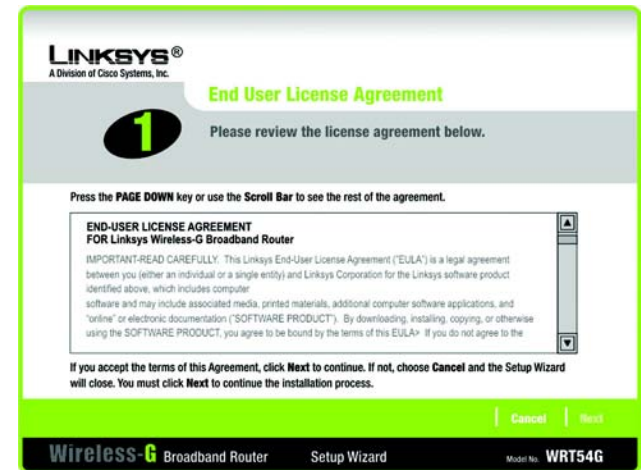 LINKSYS®
A Division of Cisco Systems, Inc.
End User License Agreement
1
Please review the license agreement below.
Press the PAGE DOWN key or use the Scroll Bar to see the rest of the agreement.
END-USER LICENSE AGREEMENT
FOR Linksys Wireless-G Broadband Router
IMPORTANT-READ CAREFULLY: This Linksys End-User License Agreement ("EULA") is a legal agreement
between you (either an individual or a single entity) and Linksys Corporation for the Linksys software product
identified above, which includes computer
software and may include associated media, printed materials, additional computer software applications, and
"online" or electronic documentation ("SOFTWARE PRODUCT"). By downloading, installing, copying, or otherwise
using the SOFTWARE PRODUCT, you agree to be bound by the terms of this EULA> If you do not agree to the
If you accept the terms of this Agreement, click Next to continue. If not, choose Cancel and the Setup Wizard
will close. You must click Next to continue the installation process.
Cancel Next
Wireless-G Broadband Router Setup Wizard Model No. WRT54G